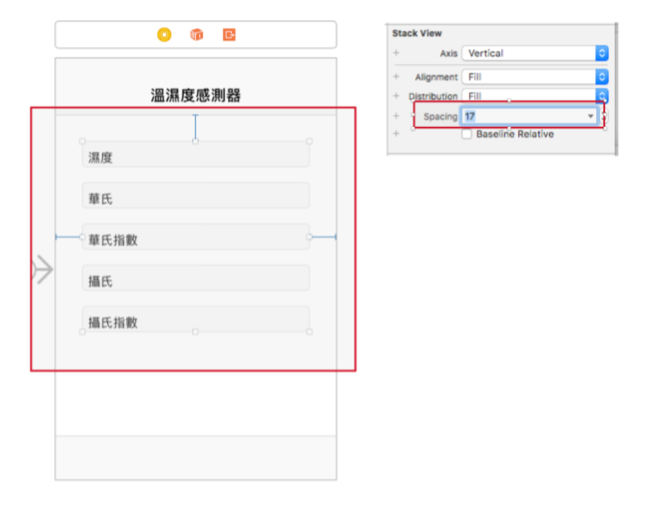 溫濕度感測器
濕度
華氏
華氏指數
攝氏
攝氏指數
Stack View
+ Axis Vertical
+ Alignment Fill
+ Distribution Fill
+ Spacing 17
+ Baseline Relative